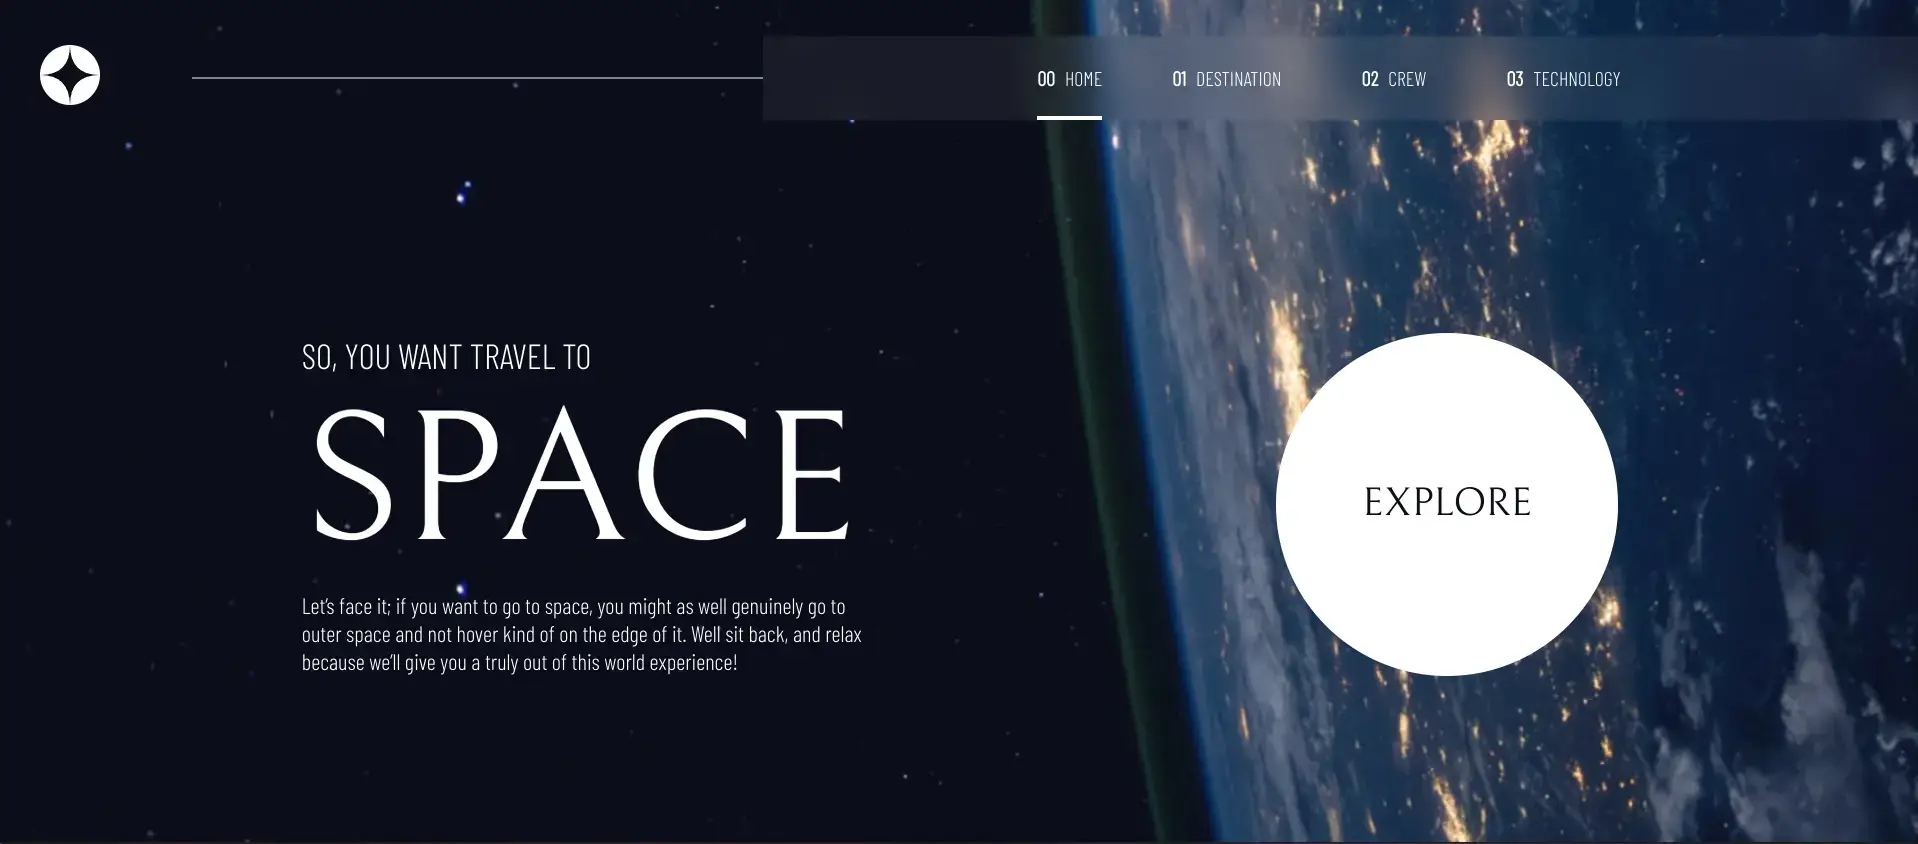 00 HOME 01 DESTINATION 02 CREW 03 TECHNOLOGY
SO, YOU WANT TRAVEL TO
SPACE
Let's face it; if you want to go to space, you might as well genuinely go to
outer space and not hover kind of on the edge of it. Well sit back, and relax
because we'll give you a truly out of this world experience!
EXPLORE